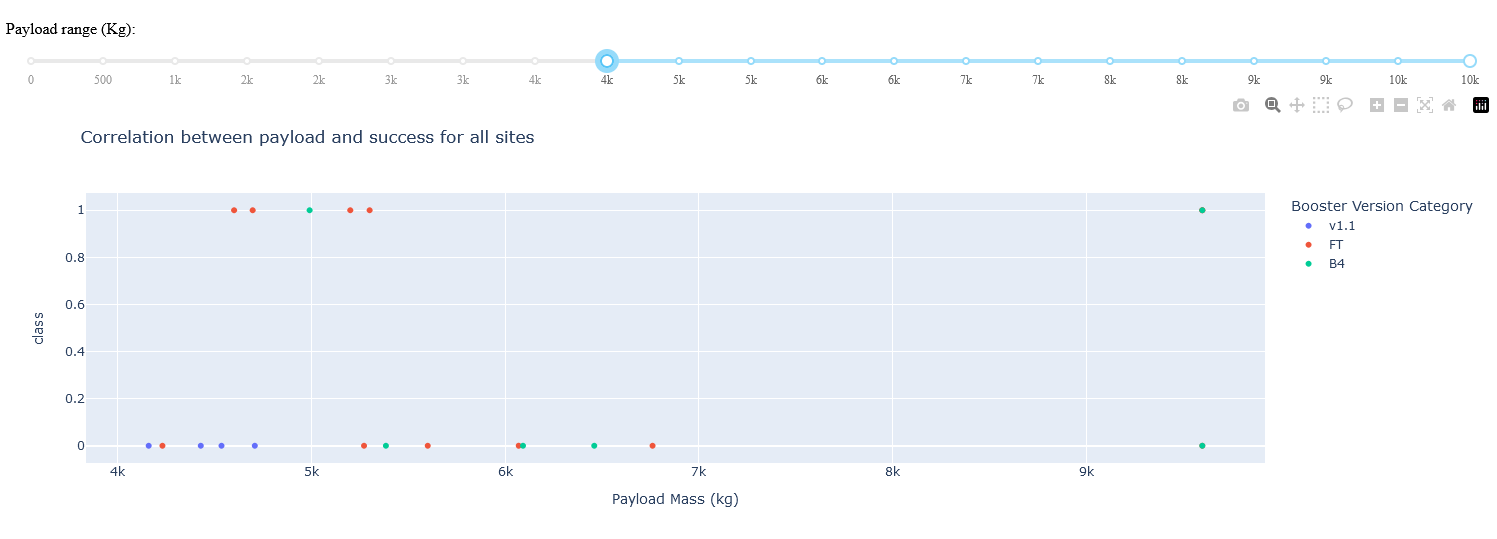 Payload range (Kg):
0 500 1k 2k 2k 3k 3k 4k 4k 5k 5k 6k 6k 7k 7k 8k 8k 9k 9k 10k 10k
Correlation between payload and success for all sites
1
0.8
0.6
0.4
0.2
0
class
4k 5k 6k 7k 8k 9k
Payload Mass (kg)
Booster Version Category
v1.1
FT
B4